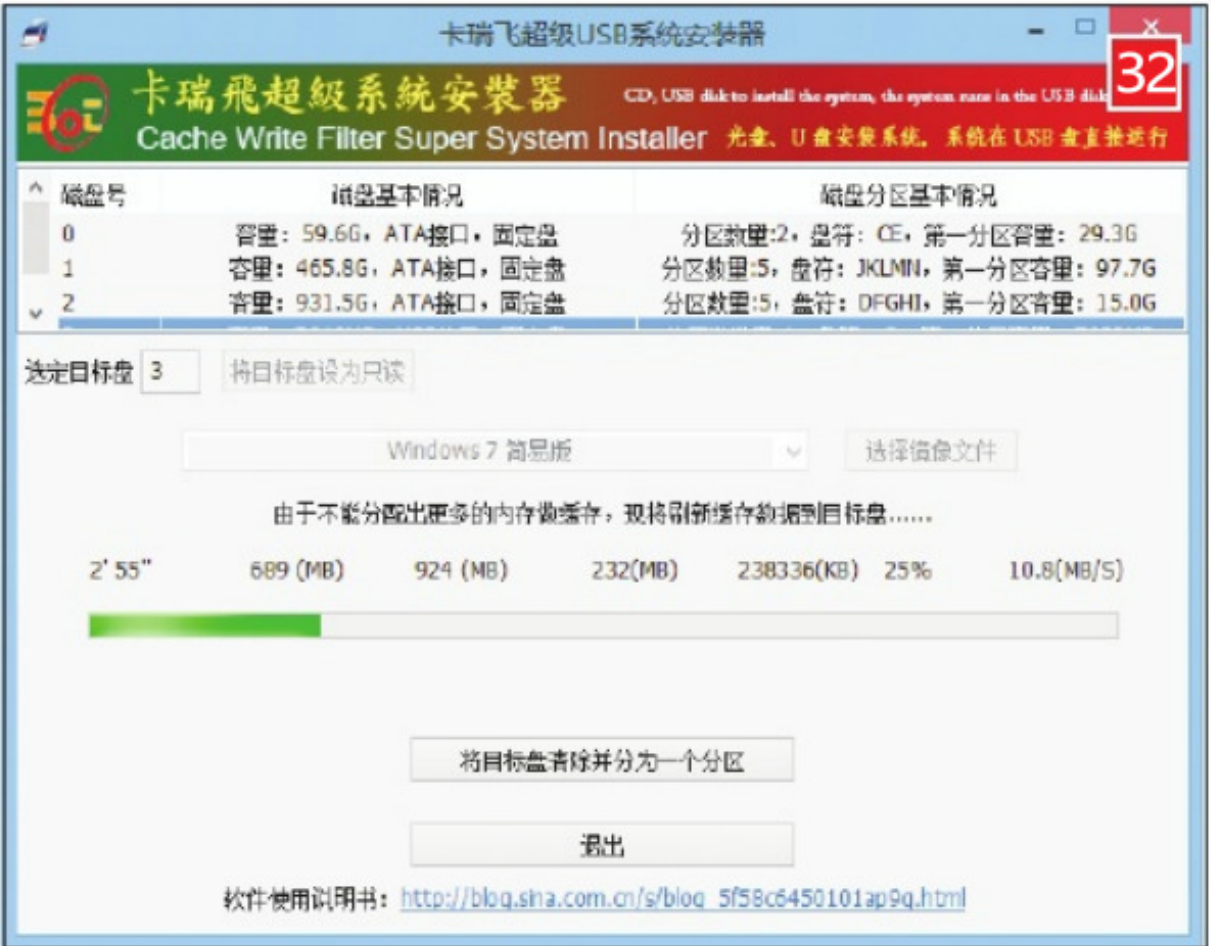 卡瑞飞超级USB系统安装器
32
卡瑞飛超級系統安裝器
CD, USB disk to install the system, the system runs in the USB disk
Cache Write Filter Super System Installer 光盘、U 盘安装系统，系统在 USB 盘直接运行
磁盘号 磁盘基本情况 磁盘分区基本情况
0 容量: 59.6G, ATA接口, 固定盘 分区数量:2, 盘符: CE, 第一分区容量: 29.3G
1 容量: 465.8G, ATA接口, 固定盘 分区数量:5, 盘符: JKLMN, 第一分区容量: 97.7G
2 容量: 931.5G, ATA接口, 固定盘 分区数量:5, 盘符: DFGHI, 第一分区容量: 15.0G
选定目标盘 3 将目标盘设为只读
Windows 7 简易版 选择镜像文件
由于不能分配出更多的内存做缓存，现将刷新缓存数据到目标盘......
2' 55" 689 (MB) 924 (MB) 232(MB) 238336(KB) 25% 10.8(MB/S)
将目标盘清除并分为一个分区
退出
软件使用说明书: http://blog.sina.com.cn/s/blog_5f58c6450101ap9q.html